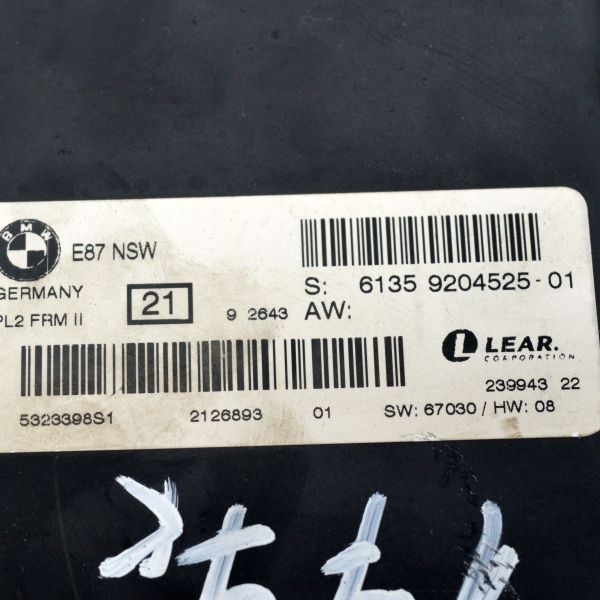 BMW
E87 NSW
S: 6135 9204525-01
GERMANY
PL2 FRM II
21
9 2643
AW:
LEAR.
CORPORATION
239943 22
5323398S1
2126893
01
SW: 67030 / HW: 08